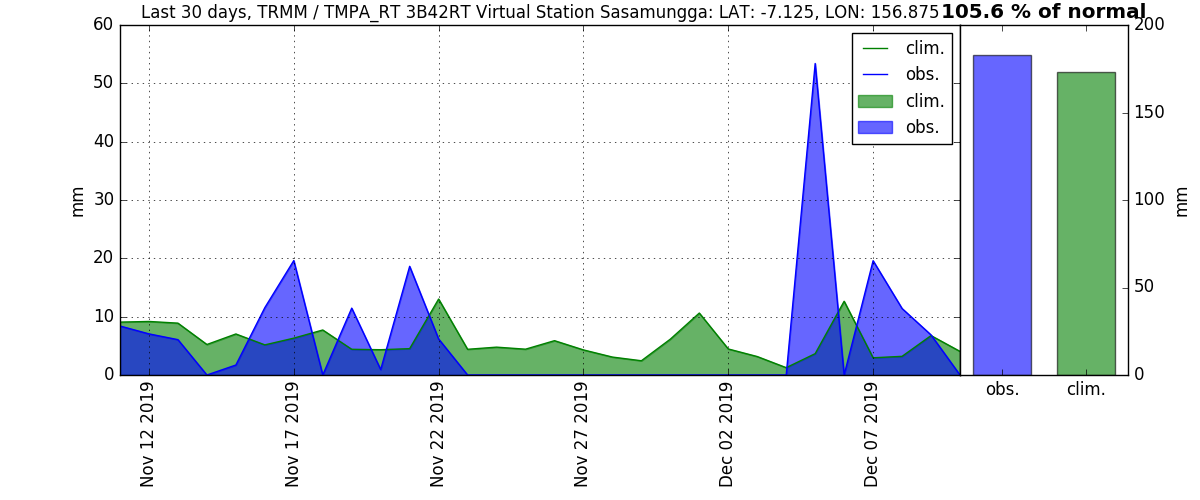 Last 30 days, TRMM / TMPA_RT 3B42RT Virtual Station Sasamungga: LAT: -7.125, LON: 156.875
105.6 % of normal
60
50
40
30
20
10
0
mm
clim.
obs.
clim.
obs.
200
150
100
50
0
mm
obs.
clim.
Nov 12 2019
Nov 17 2019
Nov 22 2019
Nov 27 2019
Dec 02 2019
Dec 07 2019